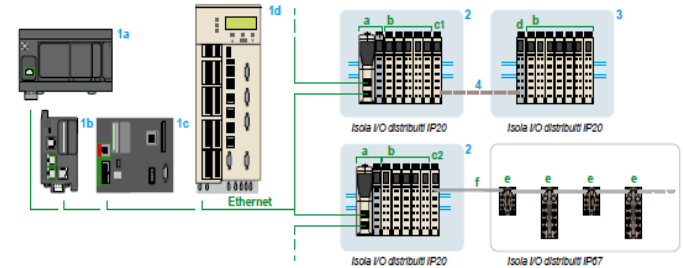 1a
1d
a b c1 2
d b 3
4
Isola I/O distribuiti IP20
Isola I/O distribuiti IP20
1b
1c
a b c2 2
f
e e e e
Ethernet
Isola I/O distribuiti IP20
Isola I/O distribuiti IP67